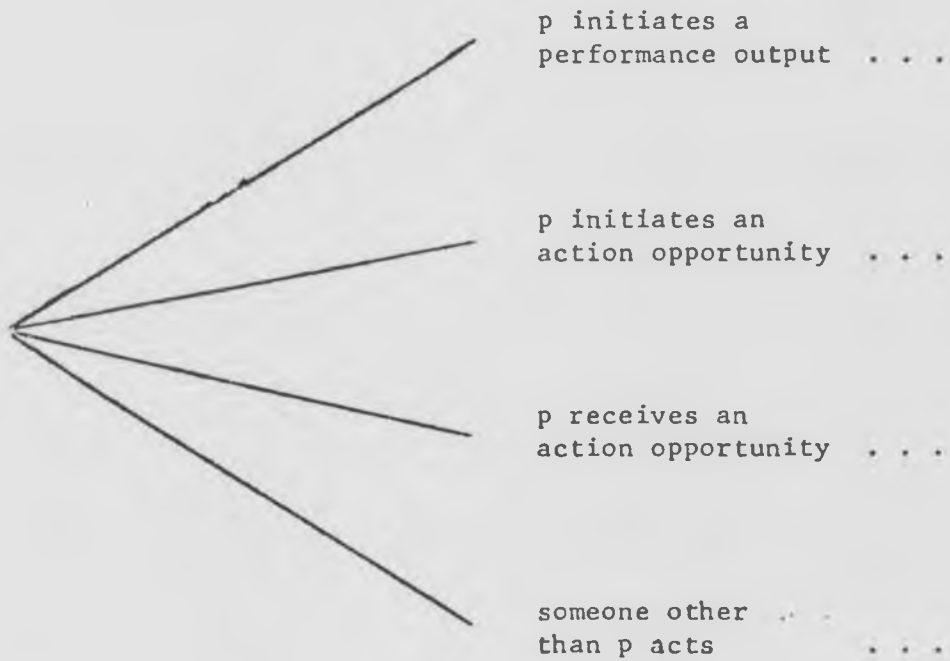 p initiates a
performance output . . .
p initiates an
action opportunity . . .
p receives an
action opportunity . . .
someone other
than p acts . . .